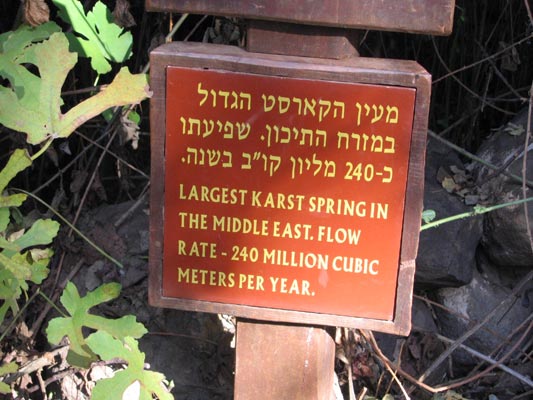 מעין הקארסט הגדול
במזרח התיכון. שפיעתו
כ-240 מליון קו"ב בשנה.
LARGEST KARST SPRING IN
THE MIDDLE EAST. FLOW
RATE - 240 MILLION CUBIC
METERS PER YEAR.